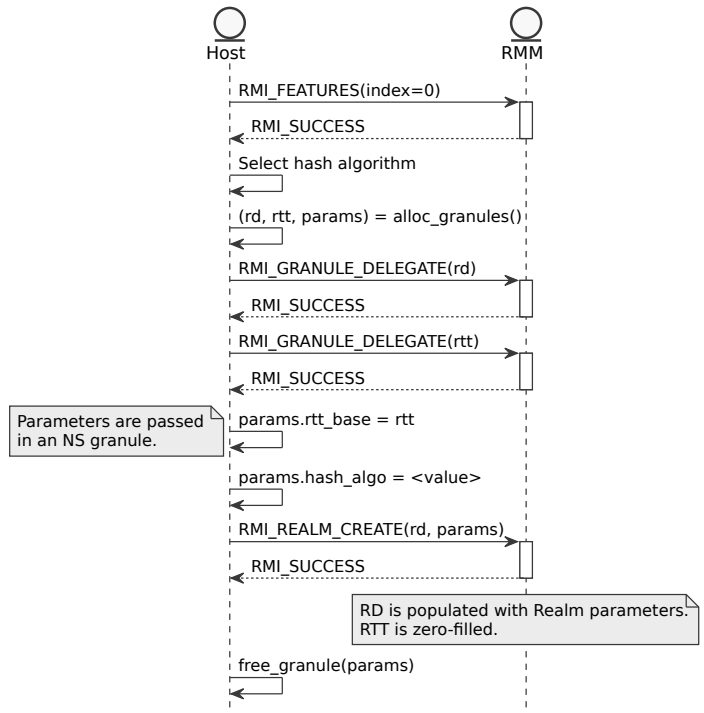 Host
RMM
RMI_FEATURES(index=0)
RMI_SUCCESS
Select hash algorithm
(rd, rtt, params) = alloc_granules()
RMI_GRANULE_DELEGATE(rd)
RMI_SUCCESS
RMI_GRANULE_DELEGATE(rtt)
RMI_SUCCESS
Parameters are passed
in an NS granule.
params.rtt_base = rtt
params.hash_algo = <value>
RMI_REALM_CREATE(rd, params)
RMI_SUCCESS
RD is populated with Realm parameters.
RTT is zero-filled.
free_granule(params)